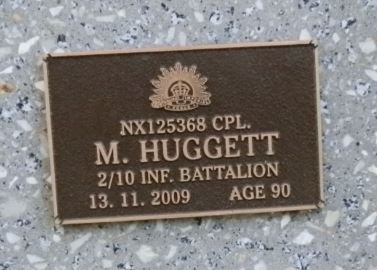 NX125368 CPL.
M. HUGGETT
2/10 INF. BATTALION
13. 11. 2009 AGE 90